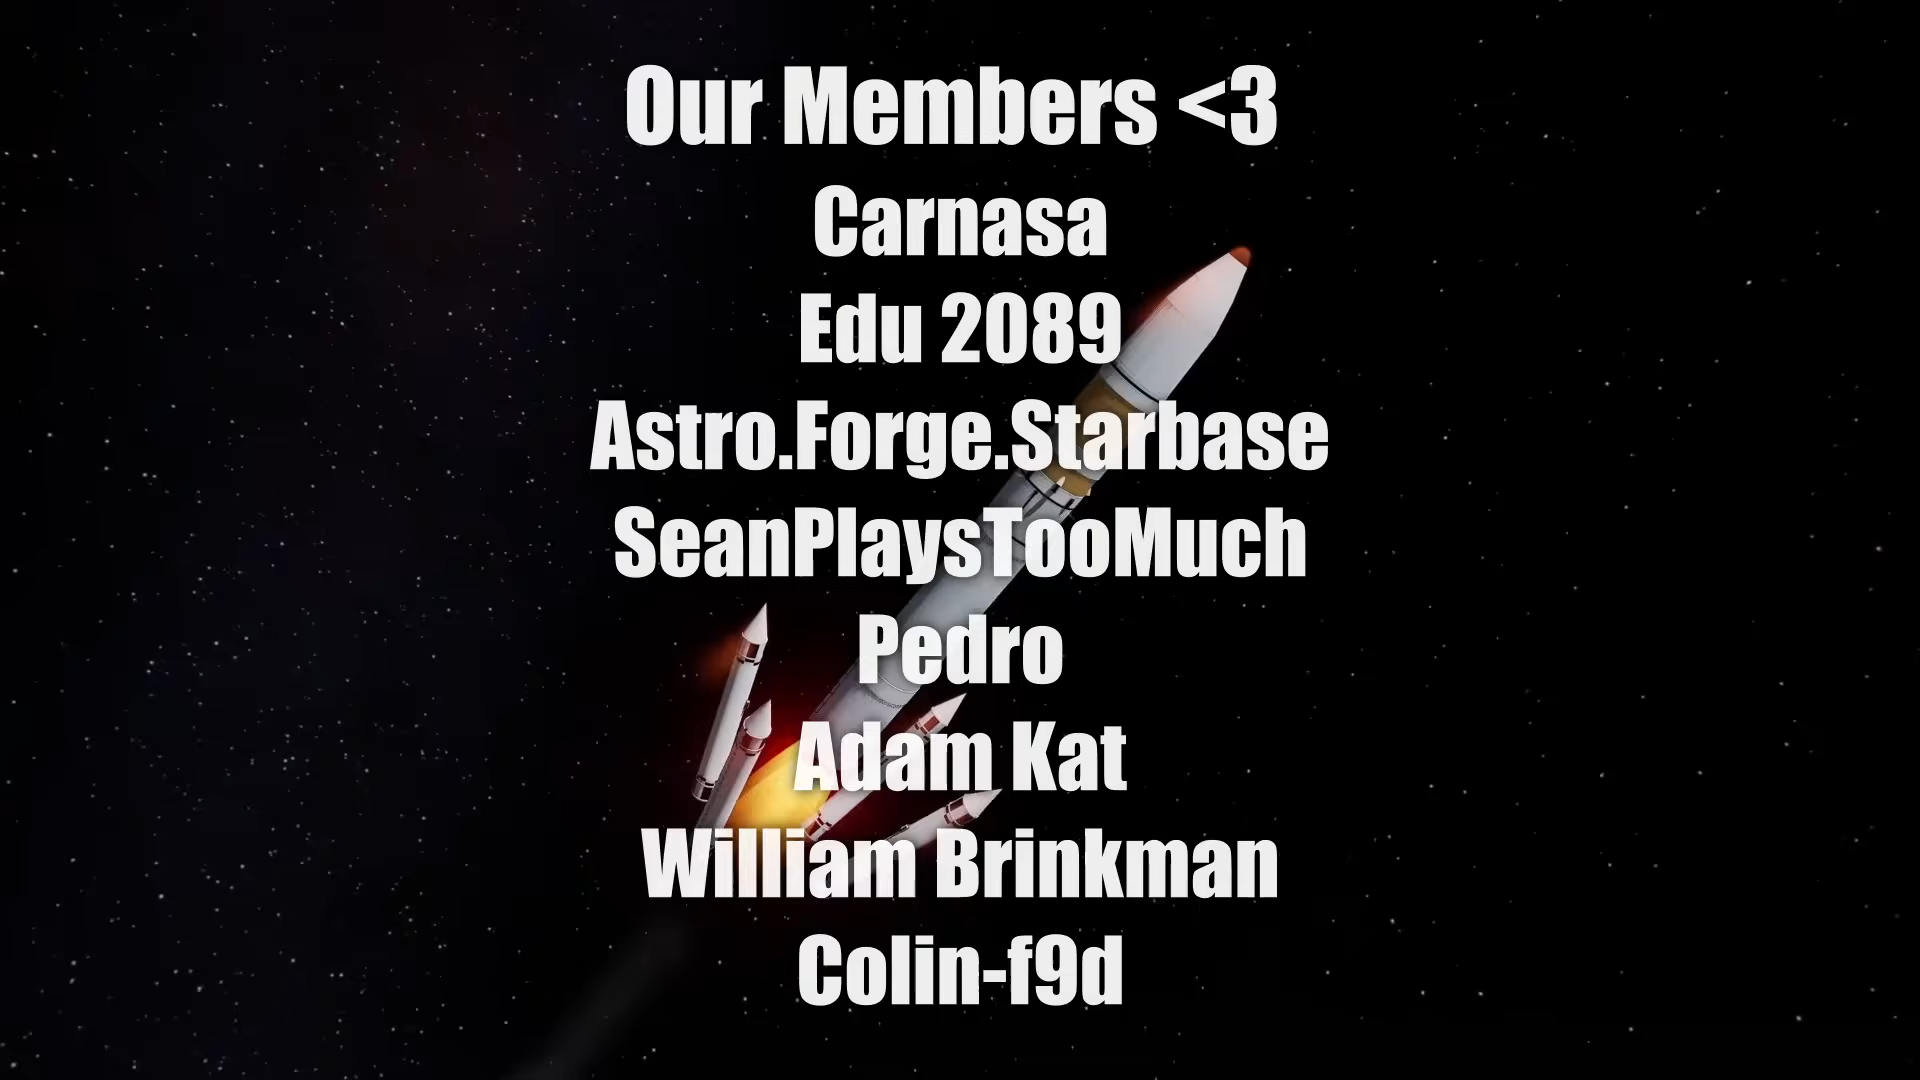 Our Members <3
Carnasa
Edu 2089
Astro.Forge.Starbase
SeanPlaysTooMuch
Pedro
Adam Kat
William Brinkman
Colin-f9d